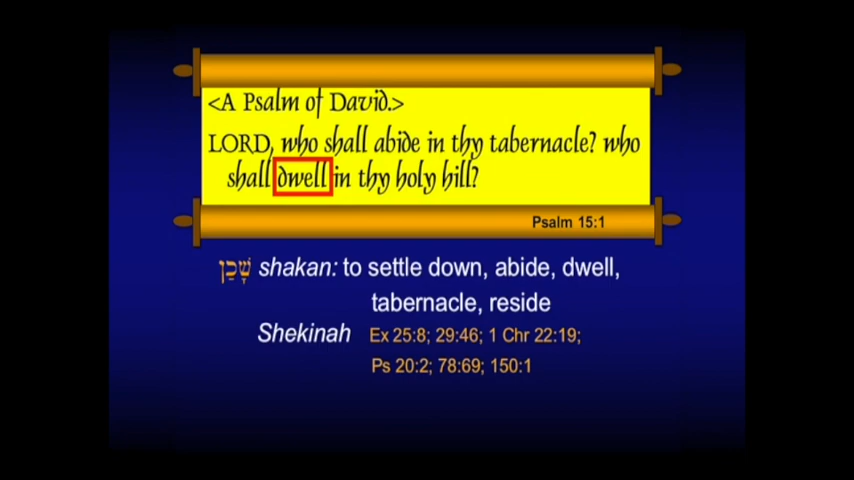 <A Psalm of David.>
LORD, who shall abide in thy tabernacle? who
shall dwell in thy holy hill?
Psalm 15:1
שָׁכַן shakan: to settle down, abide, dwell,
tabernacle, reside
Shekinah Ex 25:8; 29:46; 1 Chr 22:19;
Ps 20:2; 78:69; 150:1